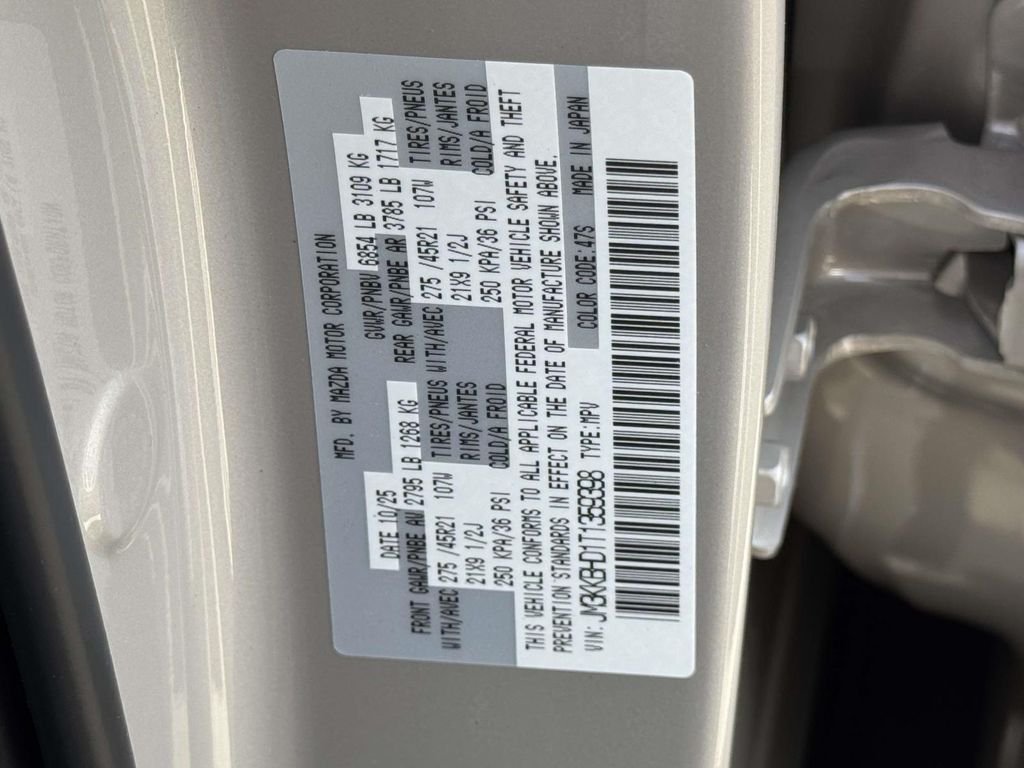 MFD. BY MAZDA MOTOR CORPORATION
DATE 10/25 GVWR/PNBV 6854 LB 3109 KG
FRONT GAWR/PNBE AV 2795 LB 1268 KG REAR GAWR/PNBE AR 3785 LB 1717 KG
WITH/AVEC 275 /45R21 107W TIRES/PNEUS WITH/AVEC 275 /45R21 107W TIRES/PNEUS
21X9 1/2J RIMS/JANTES 21X9 1/2J RIMS/JANTES
250 KPA/36 PSI COLD/A FROID 250 KPA/36 PSI COLD/A FROID
THIS VEHICLE CONFORMS TO ALL APPLICABLE FEDERAL MOTOR VEHICLE SAFETY AND THEFT
PREVENTION STANDARDS IN EFFECT ON THE DATE OF MANUFACTURE SHOWN ABOVE.
VIN: JM3KKBHD1T1359398 TYPE:MPV COLOR CODE:47S MADE IN JAPAN